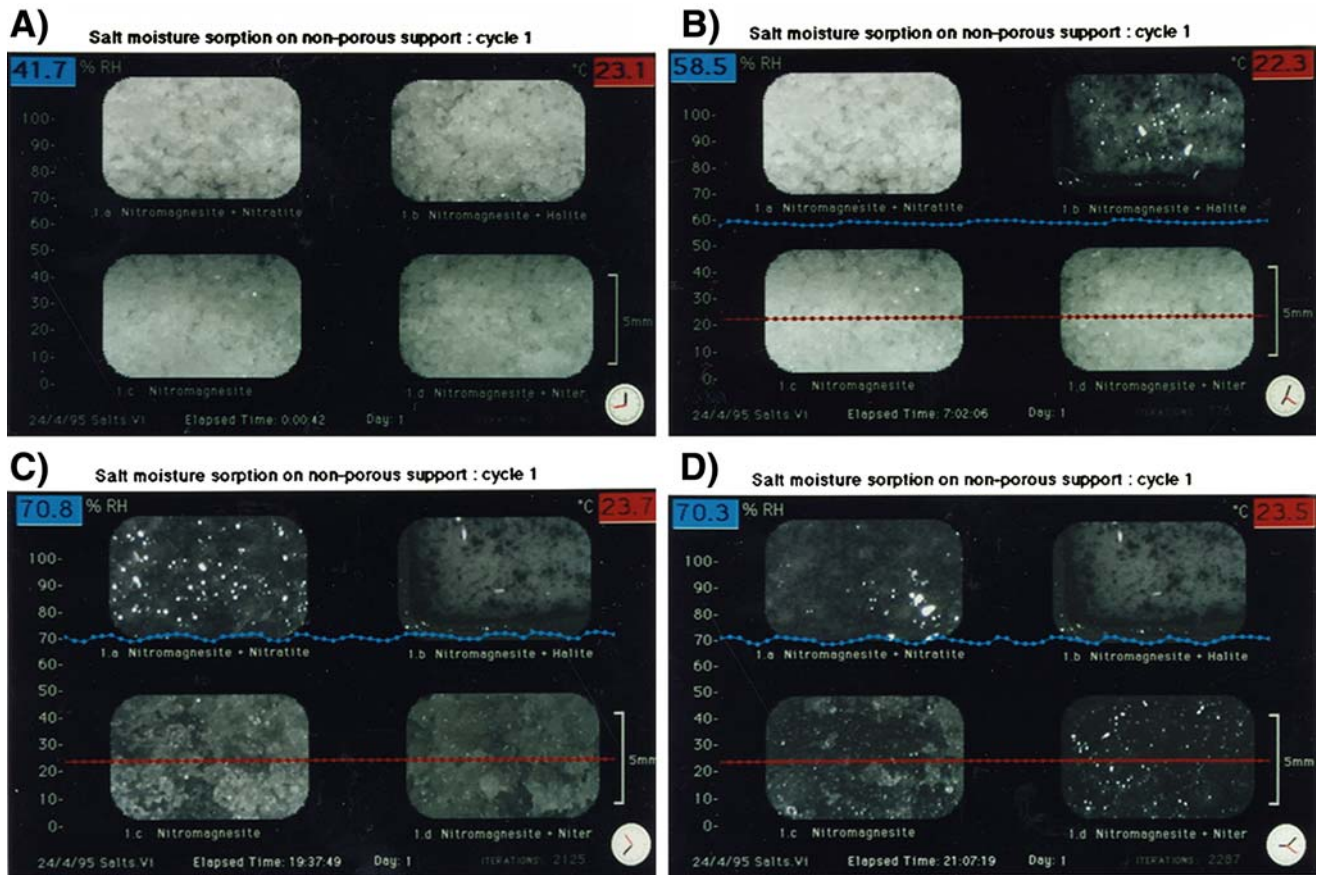 A)
Salt moisture sorption on non-porous support : cycle 1
41.7 % RH °C 23.1
100-
90-
80-
70-
60-
50-
40-
30-
20-
10-
0-
1.a Nitromagnesite + Nitratite
1.b Nitromagnesite + Halite
5mm
1.c Nitromagnesite
1.d Nitromagnesite + Niter
24/4/95 Salts.VI Elapsed Time: 0:00:42 Day: 1 ITERATIONS
B)
Salt moisture sorption on non-porous support : cycle 1
58.5 % RH °C 22.3
100-
90-
80-
70-
60-
50-
40-
30-
20-
10-
0-
1.a Nitromagnesite + Nitratite
1.b Nitromagnesite + Halite
5mm
1.c Nitromagnesite
1.d Nitromagnesite + Niter
24/4/95 Salts.VI Elapsed Time: 7:02:06 Day: 1 ITERATIONS
C)
Salt moisture sorption on non-porous support : cycle 1
70.8 % RH °C 23.7
100-
90-
80-
70-
60-
50-
40-
30-
20-
10-
0-
1.a Nitromagnesite + Nitratite
1.b Nitromagnesite + Halite
5mm
1.c Nitromagnesite
1.d Nitromagnesite + Niter
24/4/95 Salts.VI Elapsed Time: 19:37:49 Day: 1 ITERATIONS: 2125
D)
Salt moisture sorption on non-porous support : cycle 1
70.3 % RH °C 23.5
100-
90-
80-
70-
60-
50-
40-
30-
20-
10-
0-
1.a Nitromagnesite + Nitratite
1.b Nitromagnesite + Halite
5mm
1.c Nitromagnesite
1.d Nitromagnesite + Niter
24/4/95 Salts.VI Elapsed Time: 21:07:19 Day: 1 ITERATIONS: 2287